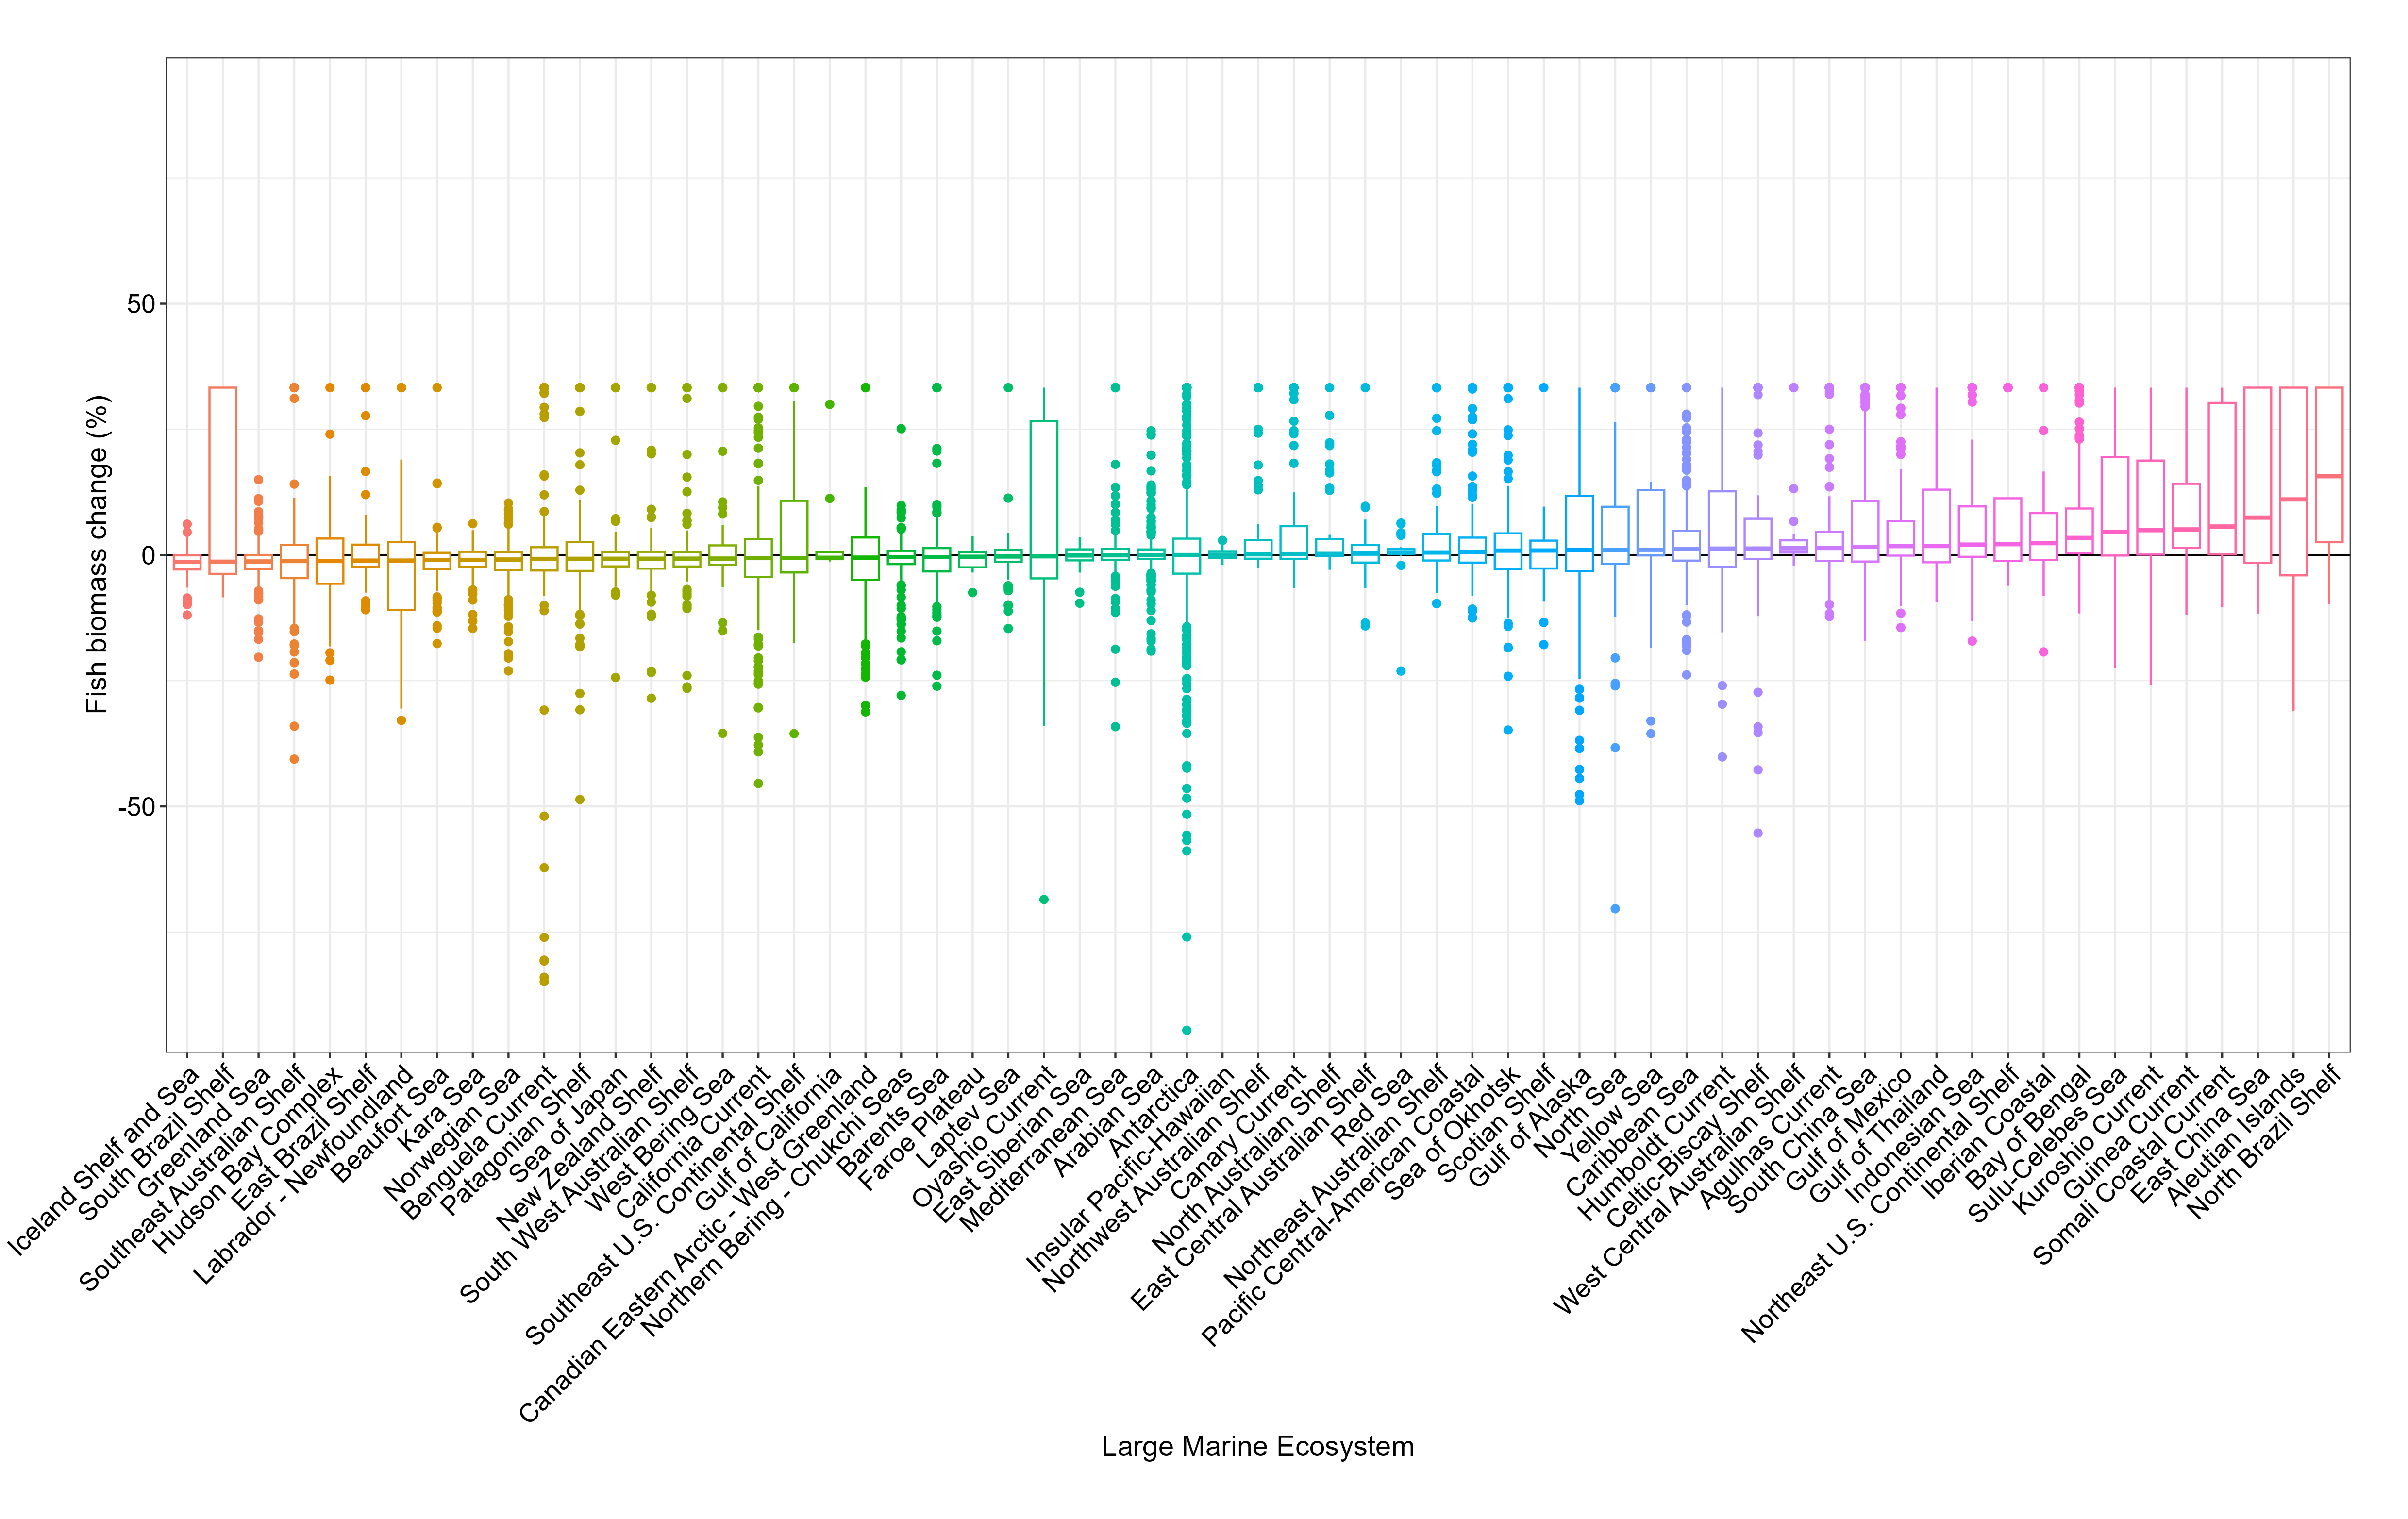 Fish biomass change (%)
50
0
-50
Iceland Shelf and Sea
South Brazil Shelf
Greenland Sea
Southeast Australian Shelf
Hudson Bay Complex
East Brazil Shelf
Labrador - Newfoundland
Beaufort Sea
Kara Sea
Norwegian Sea
Benguela Current
Patagonian Shelf
Sea of Japan
New Zealand Shelf
South West Australian Shelf
West Bering Sea
California Current
Southeast U.S. Continental Shelf
Gulf of California
Canadian Eastern Arctic - West Greenland
Northern Bering - Chukchi Seas
Barents Sea
Faroe Plateau
Laptev Sea
Oyashio Current
East Siberian Sea
Mediterranean Sea
Arabian Sea
Antarctica
Insular Pacific-Hawaiian
Northwest Australian Shelf
Canary Current
North Australian Shelf
East Central Australian Shelf
Red Sea
Northeast Australian Shelf
Pacific Central-American Coastal
Sea of Okhotsk
Scotian Shelf
Gulf of Alaska
North Sea
Yellow Sea
Caribbean Sea
Humboldt Current
Celtic-Biscay Shelf
West Central Australian Shelf
Agulhas Current
South China Sea
Gulf of Mexico
Gulf of Thailand
Indonesian Sea
Northeast U.S. Continental Shelf
Iberian Coastal
Bay of Bengal
Sulu-Celebes Sea
Kuroshio Current
Guinea Current
Somali Coastal Current
East China Sea
Aleutian Islands
North Brazil Shelf
Large Marine Ecosystem